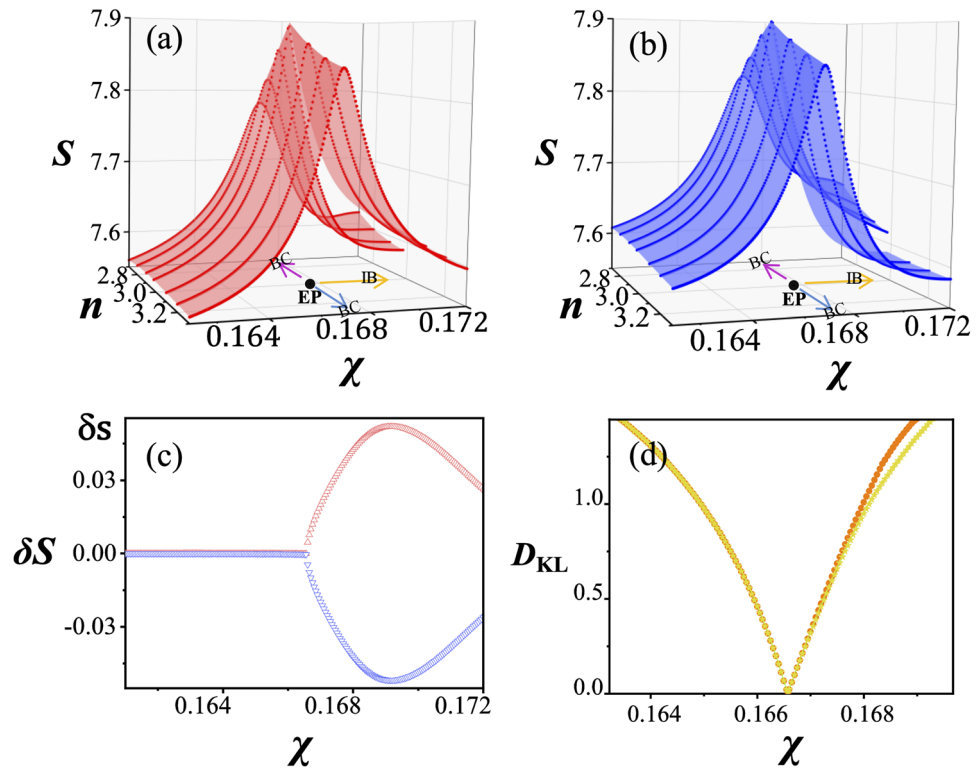 (a)
7.9
7.8
7.7
7.6
S
2.8
3.0
3.2
n
BC
IB
EP
BC
0.164
0.168
0.172
χ
(b)
7.9
7.8
7.7
7.6
S
2.8
3.0
3.2
n
BC
IB
EP
BC
0.164
0.168
0.172
χ
(c)
δs
0.03
0.00
-0.03
δS
0.164
0.168
0.172
χ
(d)
1.0
0.5
0.0
DKL
0.164
0.166
0.168
χ